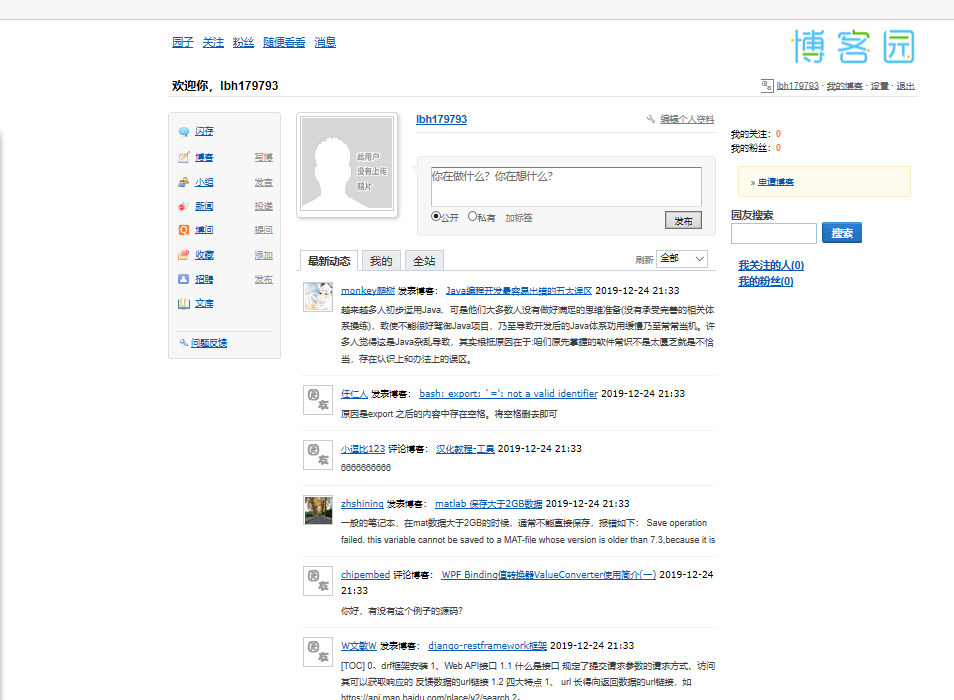 园子 关注 粉丝 随便看看 消息
博客园
欢迎你，lbh179793
lbh179793 · 我的博客 · 设置 · 退出
闪存
博客 写博
小组 发言
新闻 投递
博问 提问
收藏 添加
招聘 发布
文库
问题反馈
此用户
没有上传
照片
lbh179793 编辑个人资料
你在做什么？你在想什么？
公开 私有 加标签 发布
最新动态 我的 全站 刷新 全部
monkey爬树 发表博客： Java编程开发最容易出错的五大误区 2019-12-24 21:33
越来越多人初步运用Java，可是他们大多数人没有做好满足的思维准备(没有承受完善的相关体
系操练)，致使不能很好驾御Java项目，乃至导致开发后的Java体系功用缓慢乃至常常当机。许
多人觉得这是Java杂乱导致，其实根柢原因在于:咱们原先掌握的软件常识不是太匮乏就是不恰
当，存在认识上和办法上的误区。
任仁人 发表博客： bash: export: `=': not a valid identifier 2019-12-24 21:33
原因是export 之后的内容中存在空格。将空格删去即可
小逗比123 评论博客： 汉化教程-工具 2019-12-24 21:33
6666666666
zhshining 发表博客： matlab 保存大于2GB数据 2019-12-24 21:33
一般的笔记本，在mat数据大于2GB的时候，通常不能直接保存，报错如下： Save operation
failed. this variable cannot be saved to a MAT-file whose version is older than 7.3,because it is
chipembed 评论博客： WPF Binding值转换器ValueConverter使用简介(一) 2019-12-24
21:33
你好，有没有这个例子的源码?
W文敏W 发表博客： django-restframework框架 2019-12-24 21:33
[TOC] 0、drf框架安装 1、Web API接口 1.1 什么是接口 规定了提交请求参数的请求方式、访问
其可以获取响应的 反馈数据的url链接 1.2 四大特点 1、 url 长得向返回数据的url链接，如
https://api.map.baidu.com/place/v2/search 2、
我的关注：0
我的粉丝：0
» 申请博客
园友搜索
搜索
我关注的人(0)
我的粉丝(0)